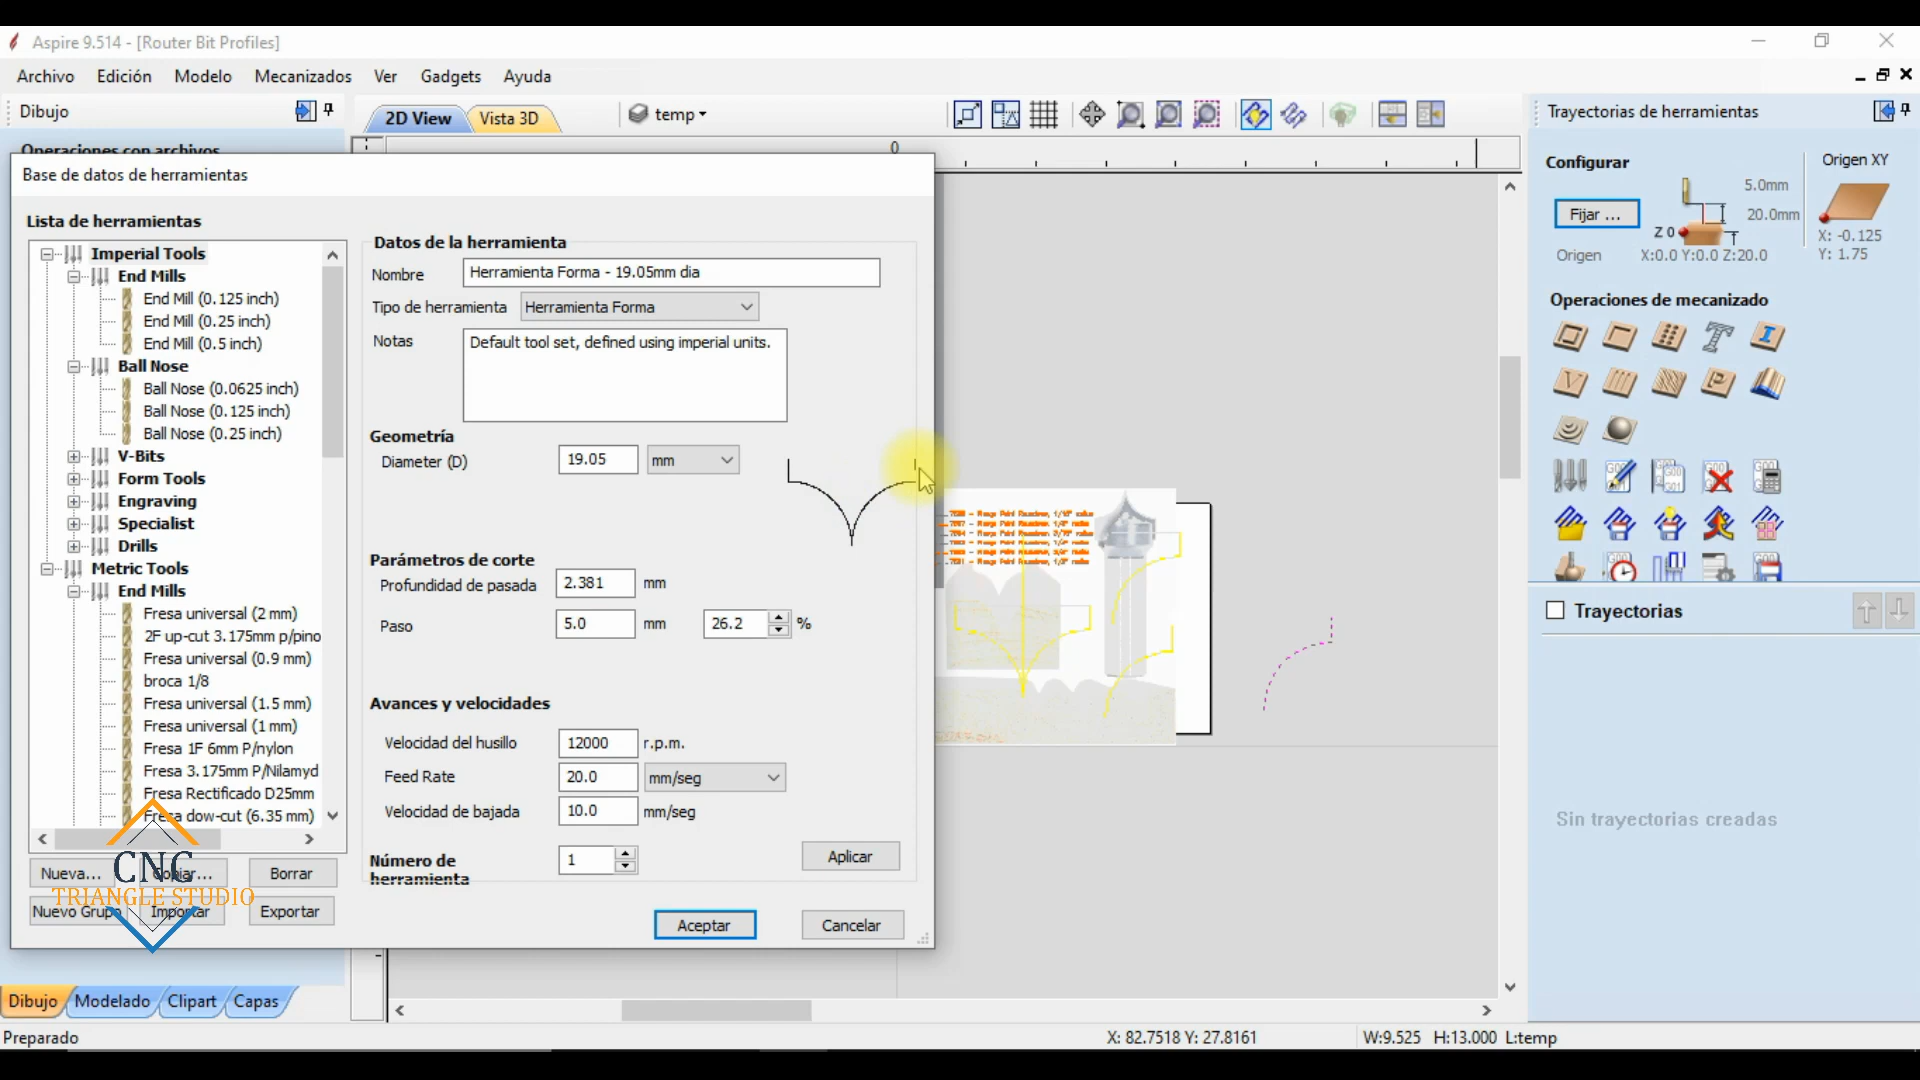 Aspire 9.514 - [Router Bit Profiles]
Archivo Edición Modelo Mecanizados Ver Gadgets Ayuda
Dibujo
2D View Vista 3D temp
Trayectorias de herramientas
Operaciones con archivos
0
Base de datos de herramientas
Lista de herramientas
Imperial Tools
End Mills
End Mill (0.125 inch)
End Mill (0.25 inch)
End Mill (0.5 inch)
Ball Nose
Ball Nose (0.0625 inch)
Ball Nose (0.125 inch)
Ball Nose (0.25 inch)
V-Bits
Form Tools
Engraving
Specialist
Drills
Metric Tools
End Mills
Fresa universal (2 mm)
2F up-cut 3.175mm p/pino
Fresa universal (0.9 mm)
broca 1/8
Fresa universal (1.5 mm)
Fresa universal (1 mm)
Fresa 1F 6mm P/nylon
Fresa 3.175mm P/Nilamyd
Fresa Rectificado D25mm
Fresa dow-cut (6.35 mm)
Nueva... Copiar... Borrar
Nuevo Grupo Importar Exportar
CNC
TRIANGLE STUDIO
Datos de la herramienta
Nombre Herramienta Forma - 19.05mm dia
Tipo de herramienta Herramienta Forma
Notas Default tool set, defined using imperial units.
Geometría
Diameter (D) 19.05 mm
Parámetros de corte
Profundidad de pasada 2.381 mm
Paso 5.0 mm 26.2 %
Avances y velocidades
Velocidad del husillo 12000 r.p.m.
Feed Rate 20.0 mm/seg
Velocidad de bajada 10.0 mm/seg
Número de herramienta 1
Aplicar
Aceptar Cancelar
Configurar
Origen XY
Fijar ...
5.0mm
20.0mm
Z 0
X: -0.125
Y: 1.75
Origen X:0.0 Y:0.0 Z:20.0
Operaciones de mecanizado
Trayectorias
Sin trayectorias creadas
Dibujo Modelado Clipart Capas
Preparado
X: 82.7518 Y: 27.8161
W:9.525 H:13.000 L:temp